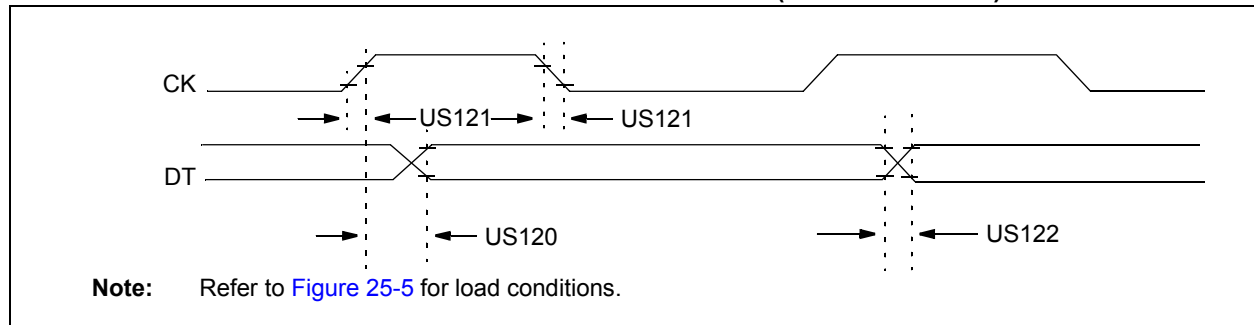 CK
US121
US121
DT
US120
US122
Note: Refer to Figure 25-5 for load conditions.